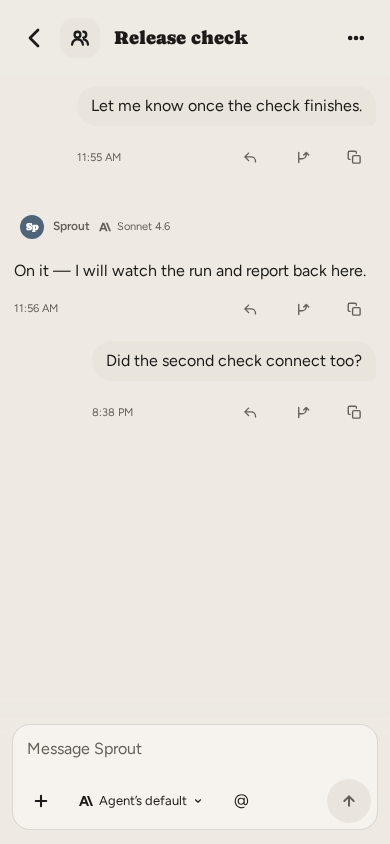 Release check
Let me know once the check finishes.
11:55 AM
Sp Sprout A\ Sonnet 4.6
On it — I will watch the run and report back here.
11:56 AM
Did the second check connect too?
8:38 PM
Message Sprout
A\ Agent’s default @